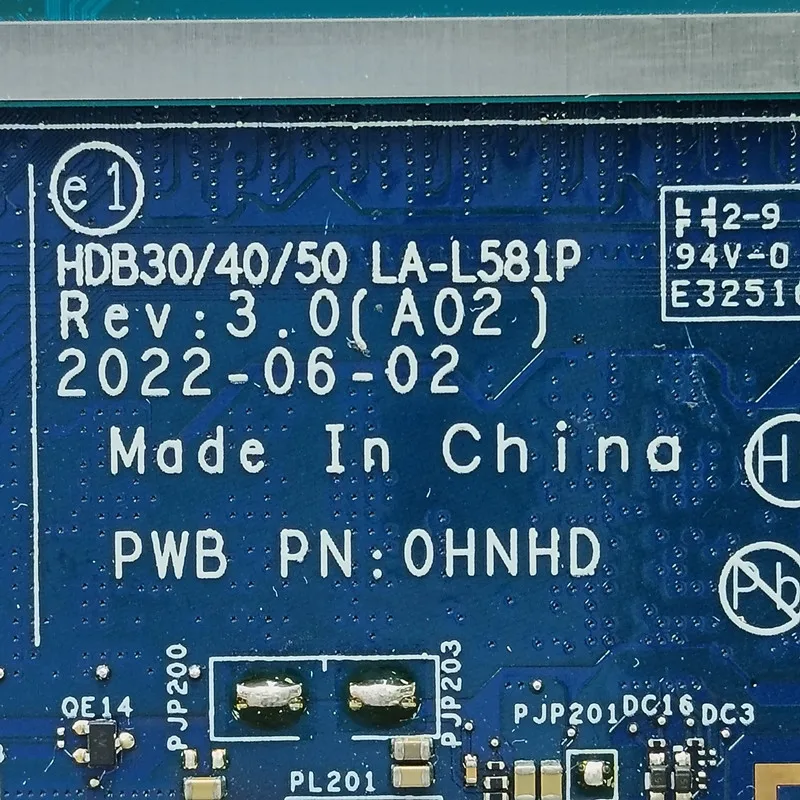 e1
HDB30/40/50 LA-L581P
Rev:3.0(A02)
2022-06-02
Made In China
PWB PN:0HNHD
2-9
94V-0
E3251
H
Pb
PJP200
PJP203
QE14
PL201
PJP201
DC16
DC3